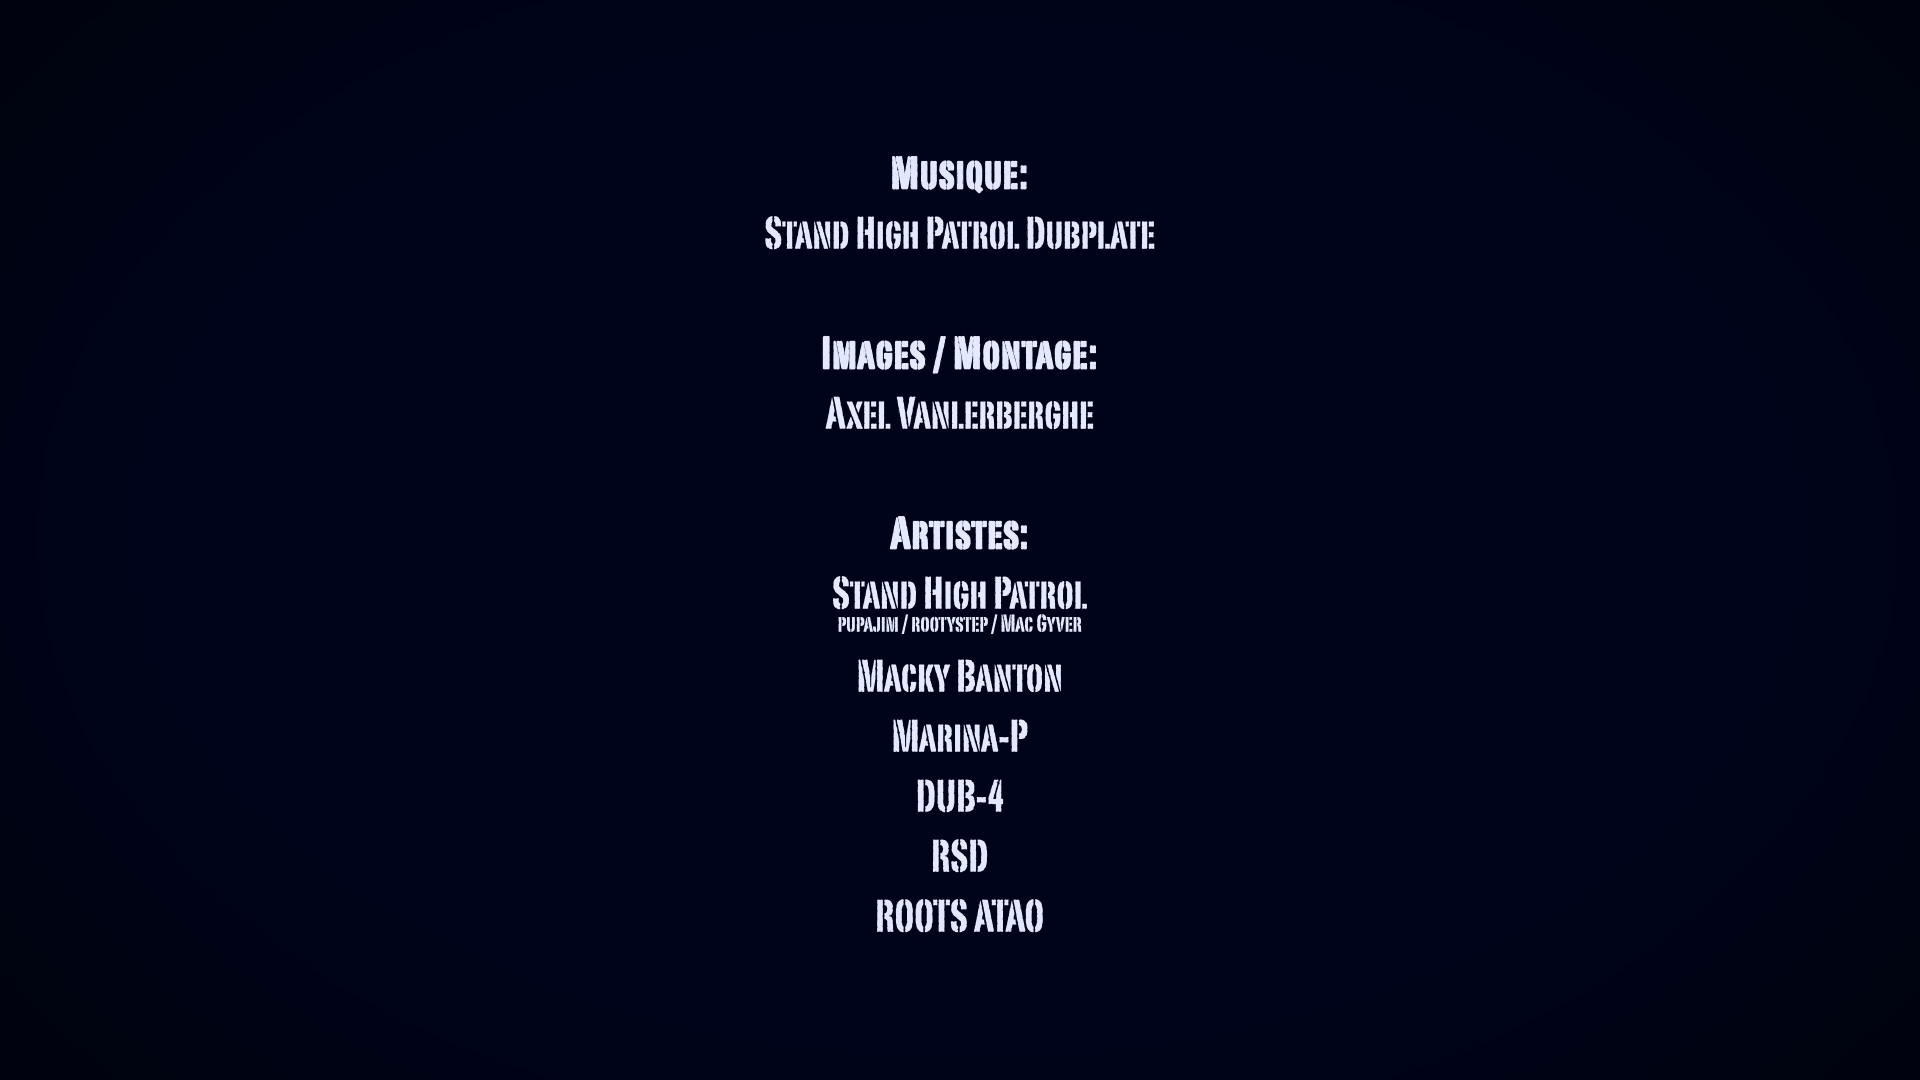 Musique:
Stand High Patrol Dubplate
Images / Montage:
Axel Vanlerberghe
Artistes:
Stand High Patrol
pupajim / rootystep / Mac Gyver
Macky Banton
Marina-P
DUB-4
RSD
ROOTS ATAO